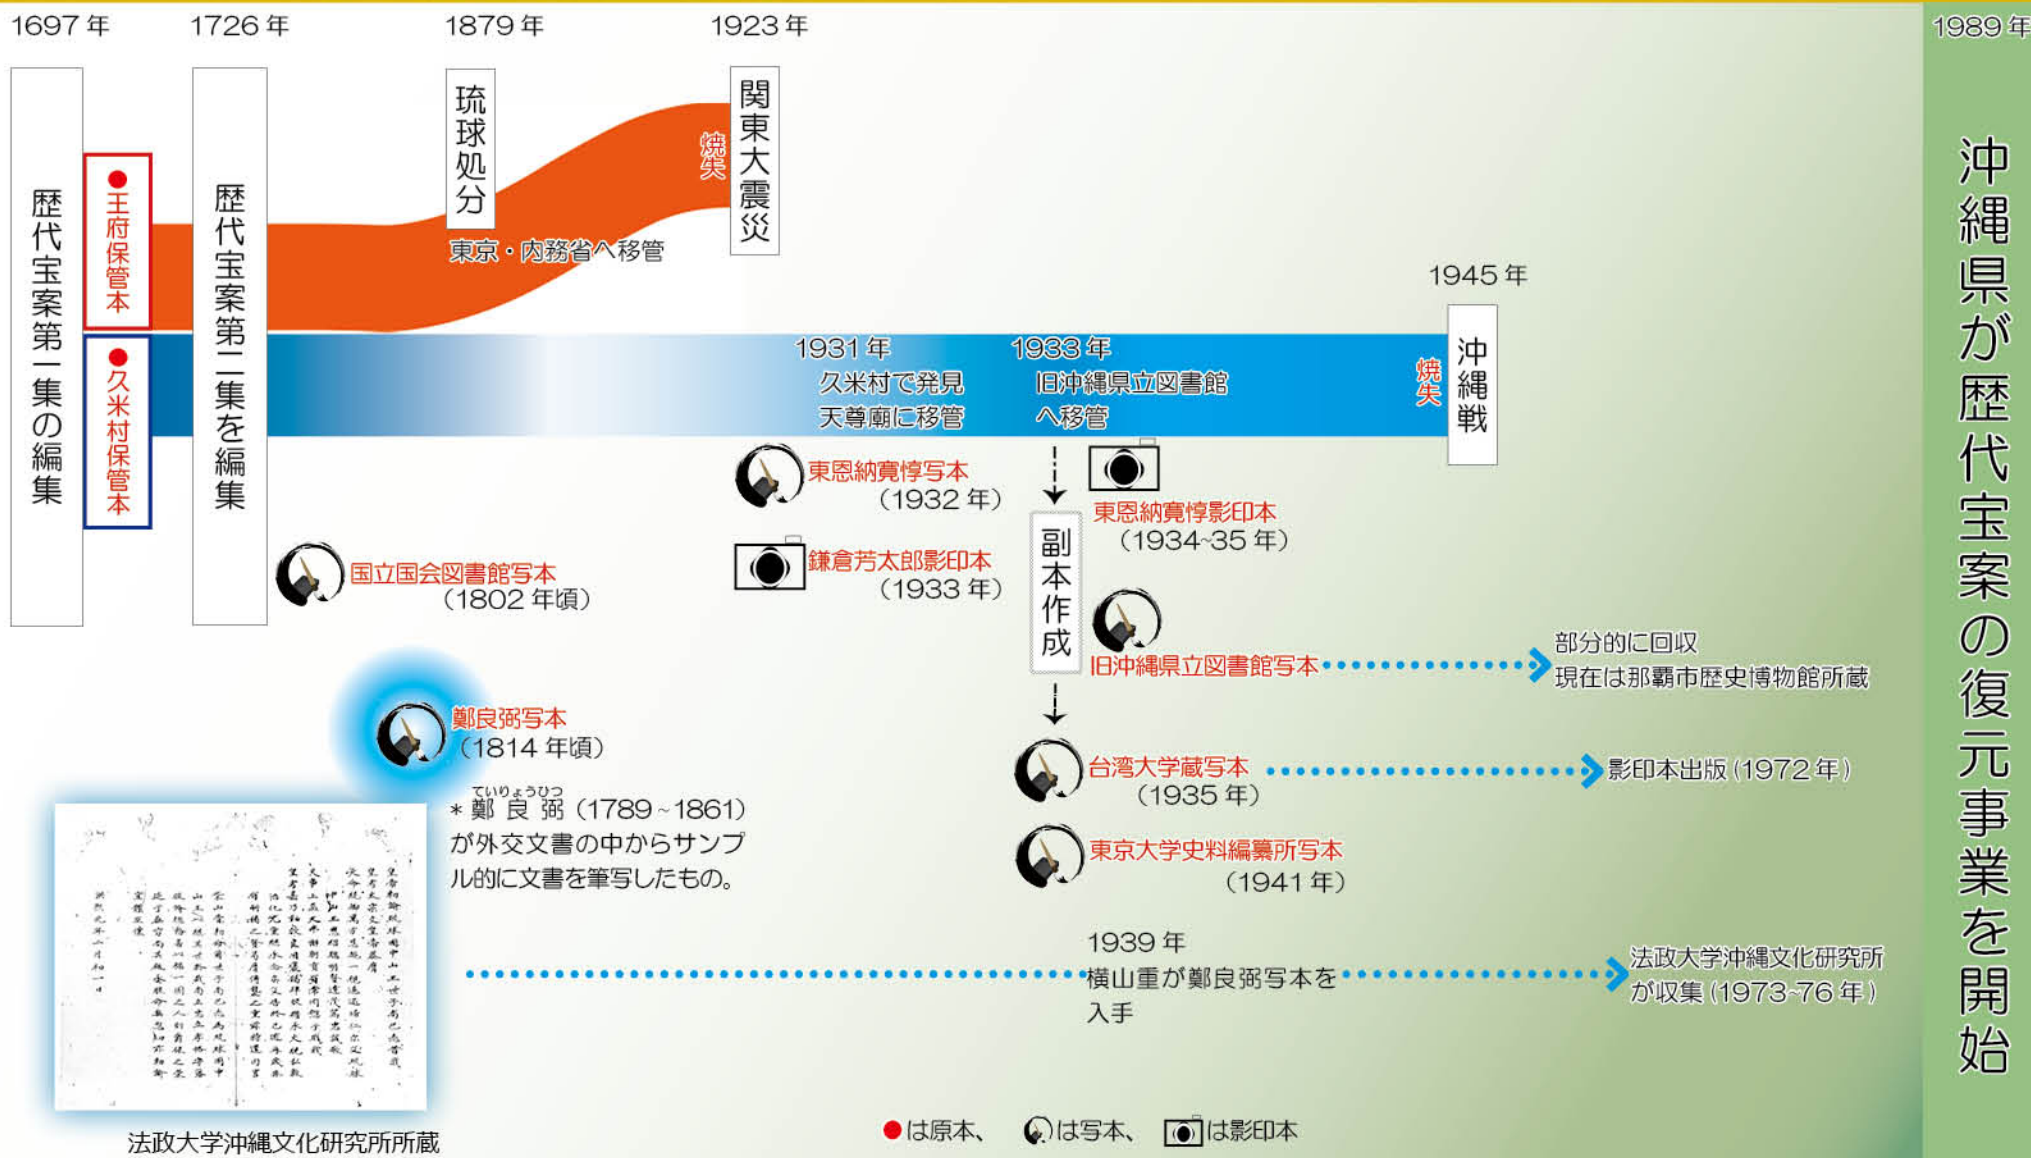 1697年
1726年
1879年
1923年
1989年
歴代宝案第一集の編集
●王府保管本
●久米村保管本
歴代宝案第二集を編集
琉球処分
東京・内務省へ移管
焼失
関東大震災
1931年
久米村で発見
天尊廟に移管
1933年
旧沖縄県立図書館
へ移管
1945年
焼失
沖縄戦
国立国会図書館写本
(1802年頃)
鄭良弼写本
(1814年頃)
ていりょうひつ
*鄭良弼(1789~1861)
が外交文書の中からサンプ
ル的に文書を筆写したもの。
東恩納寛惇写本
(1932年)
鎌倉芳太郎影印本
(1933年)
副本作成
東恩納寛惇影印本
(1934~35年)
旧沖縄県立図書館写本
部分的に回収
現在は那覇市歴史博物館所蔵
台湾大学蔵写本
(1935年)
影印本出版(1972年)
東京大学史料編纂所写本
(1941年)
1939年
横山重が鄭良弼写本を
入手
法政大学沖縄文化研究所
が収集(1973~76年)
法政大学沖縄文化研究所所蔵
●は原本、 は写本、 は影印本
沖縄県が歴代宝案の復元事業を開始